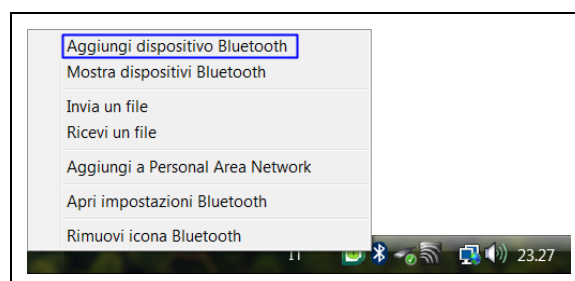 Aggiungi dispositivo Bluetooth
Mostra dispositivi Bluetooth
Invia un file
Ricevi un file
Aggiungi a Personal Area Network
Apri impostazioni Bluetooth
Rimuovi icona Bluetooth
IT 23.27